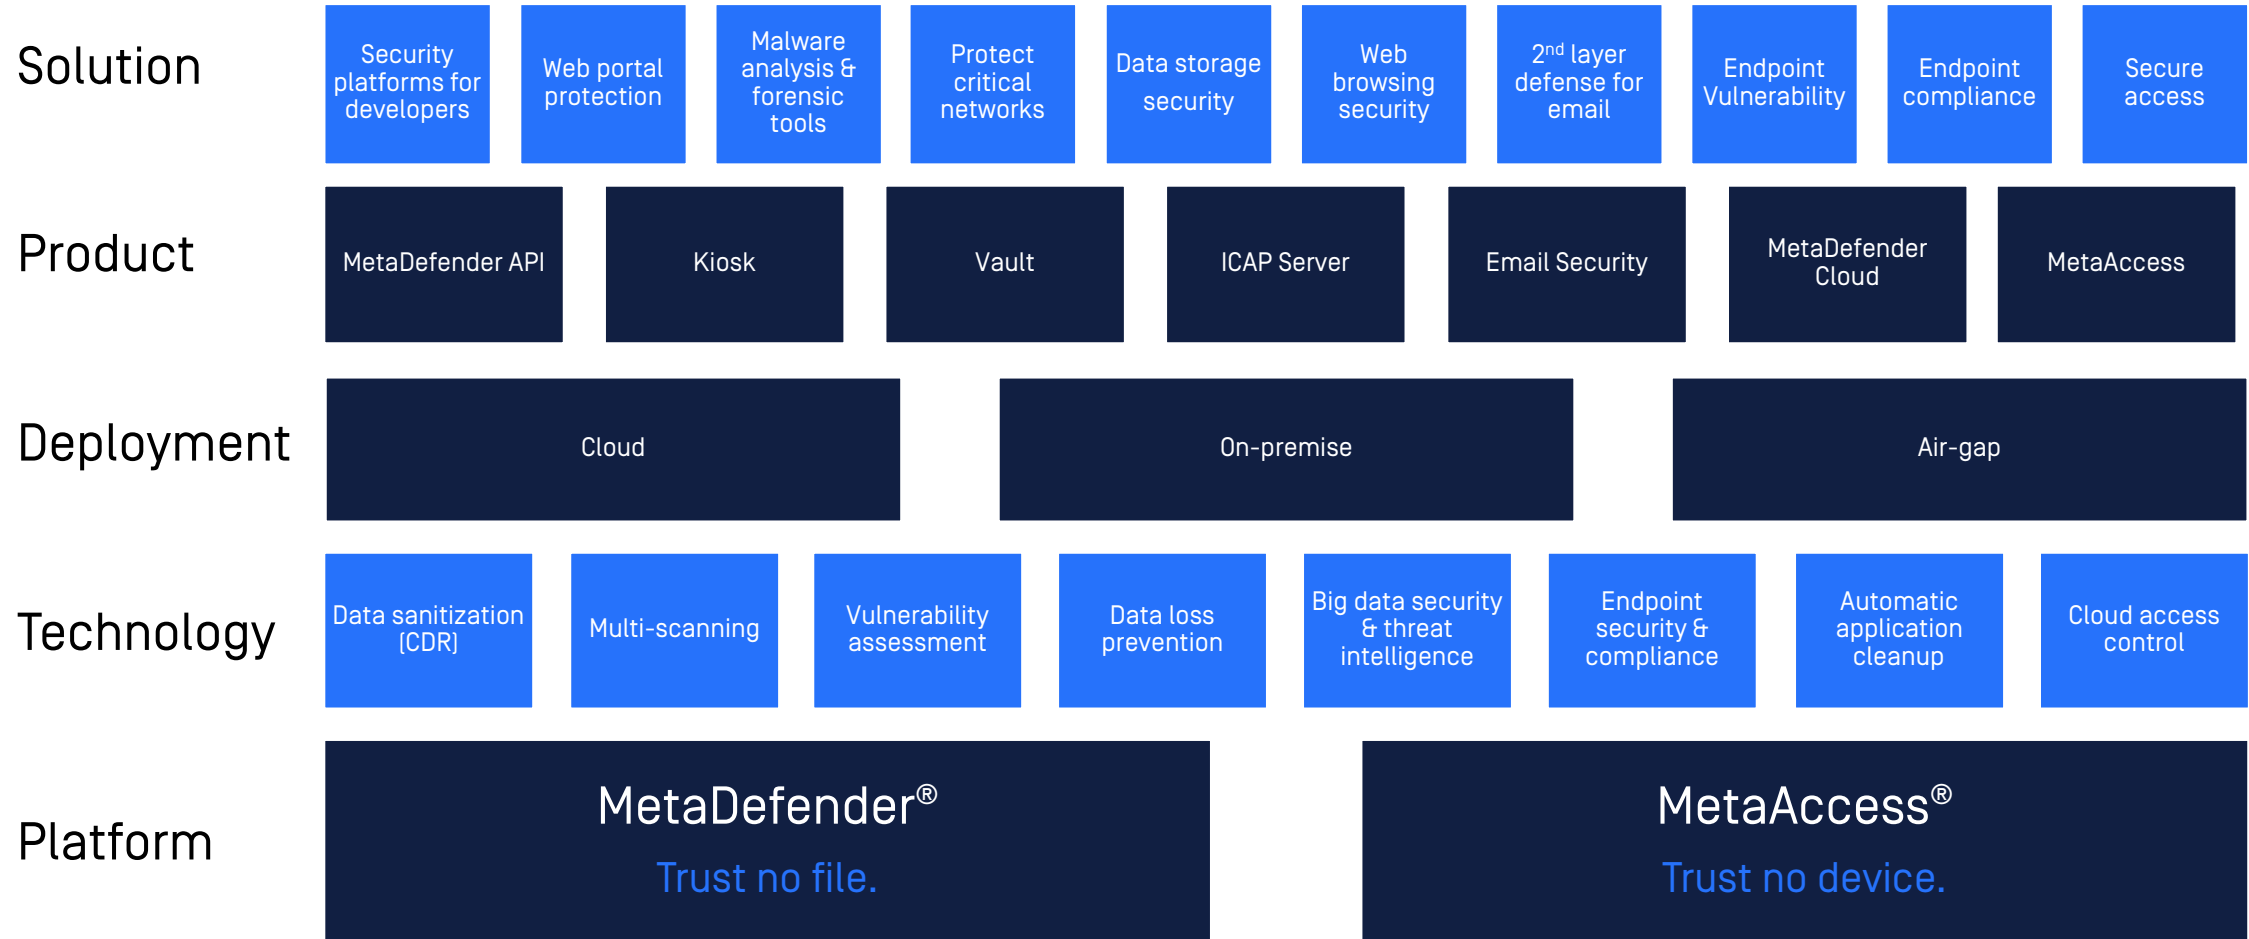 Solution
Security
platforms for
developers
Web portal
protection
Malware
analysis &
forensic
tools
Protect
critical
networks
Data storage
security
Web
browsing
security
2nd layer
defense for
email
Endpoint
Vulnerability
Endpoint
compliance
Secure
access
Product
MetaDefender API
Kiosk
Vault
ICAP Server
Email Security
MetaDefender
Cloud
MetaAccess
Deployment
Cloud
On-premise
Air-gap
Technology
Data sanitization
(CDR)
Multi-scanning
Vulnerability
assessment
Data loss
prevention
Big data security
& threat
intelligence
Endpoint
security &
compliance
Automatic
application
cleanup
Cloud access
control
Platform
MetaDefender®
Trust no file.
MetaAccess®
Trust no device.